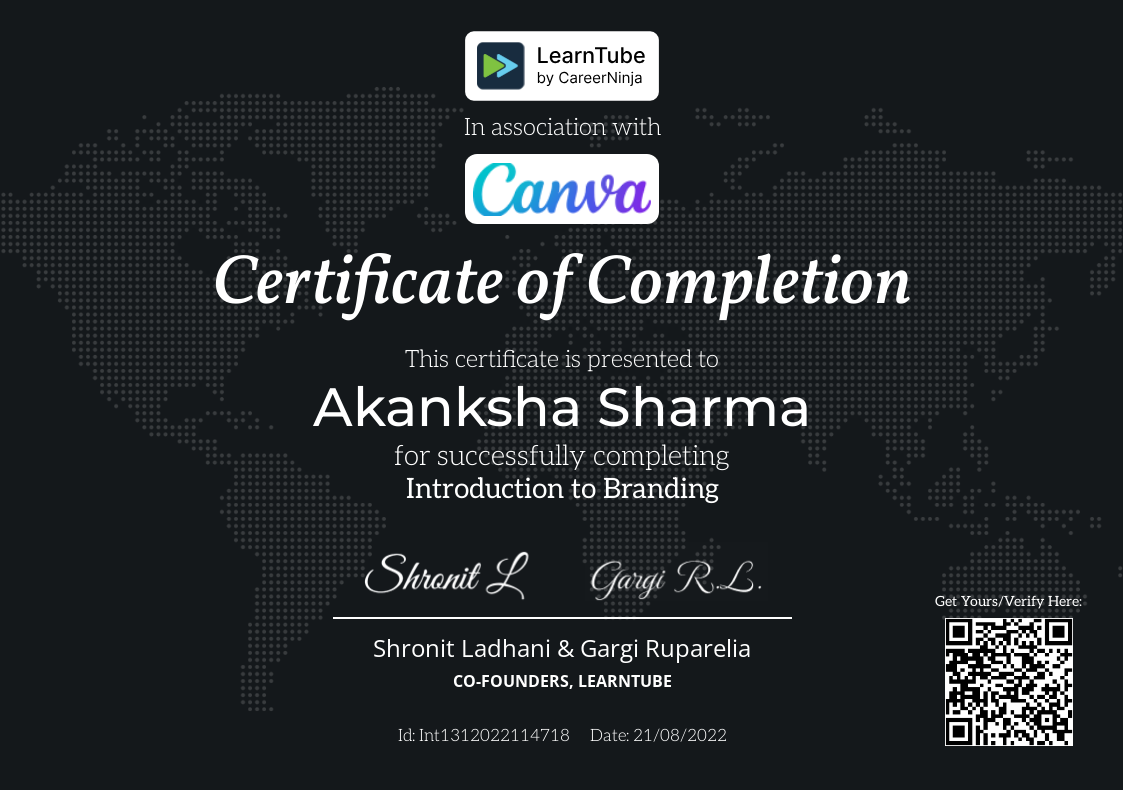 LearnTube
by CareerNinja
In association with
Canva
Certificate of Completion
This certificate is presented to
Akanksha Sharma
for successfully completing
Introduction to Branding
Shronit L Gargi R.L.
Shronit Ladhani & Gargi Ruparelia
CO-FOUNDERS, LEARNTUBE
Get Yours/Verify Here:
Id: Int1312022114718 Date: 21/08/2022